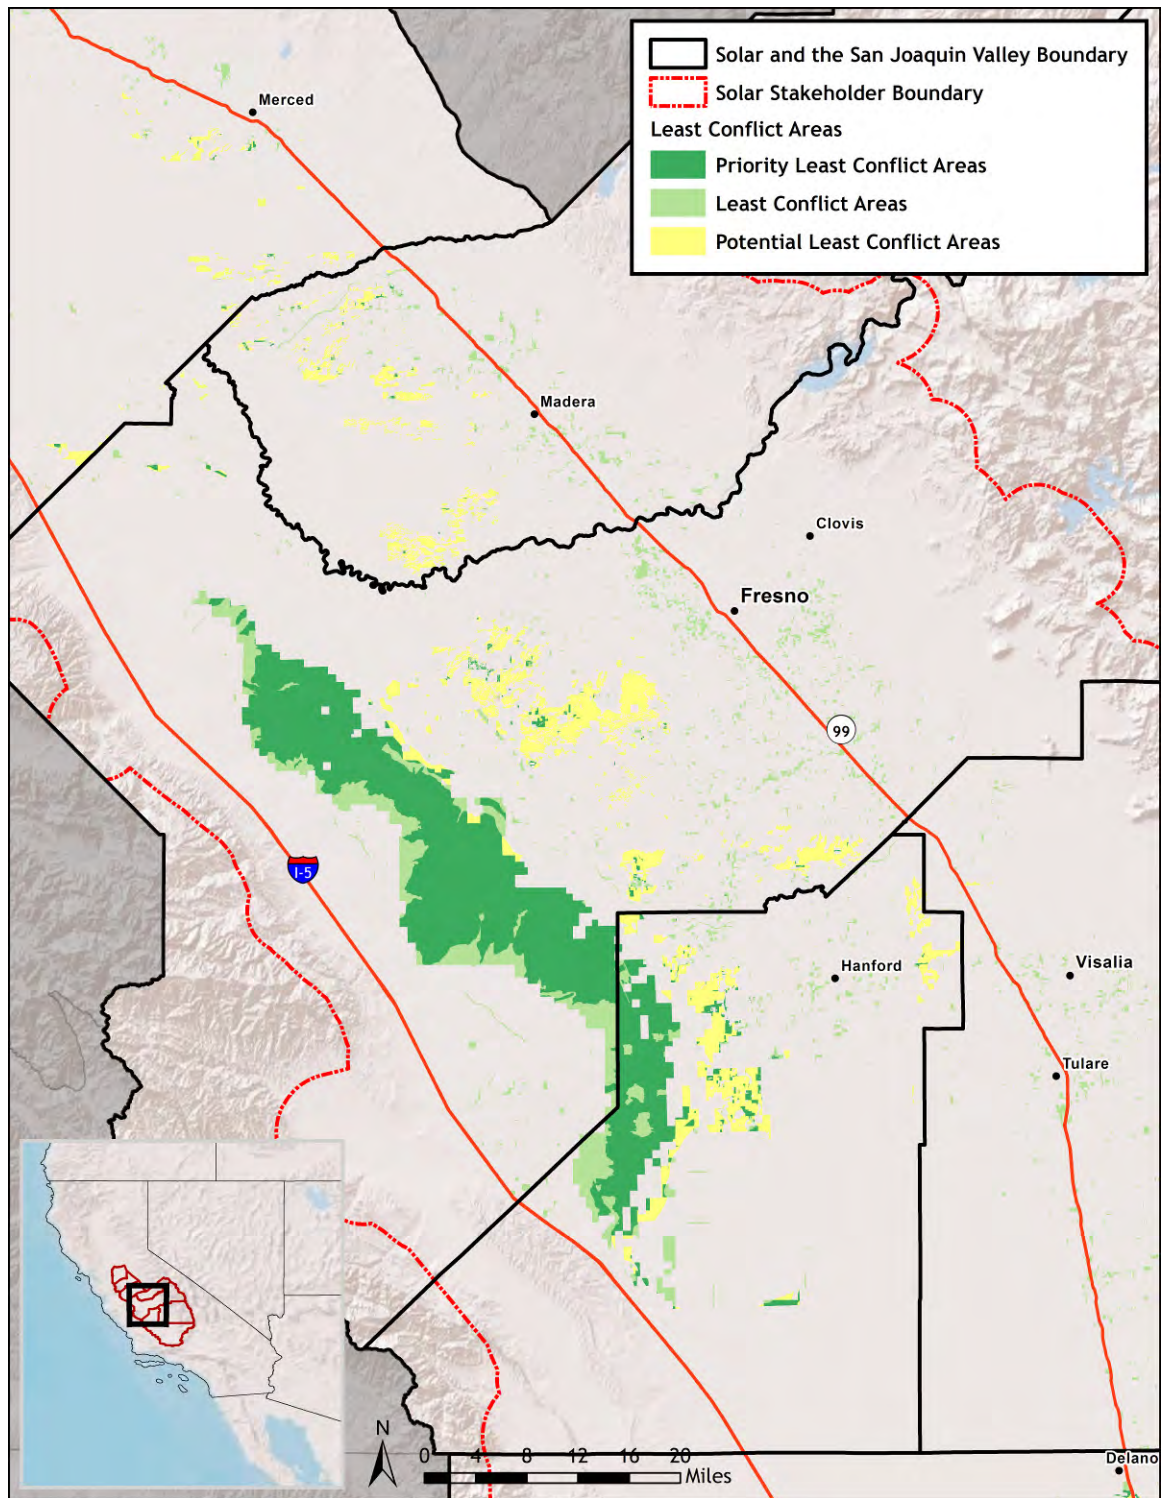 Solar and the San Joaquin Valley Boundary
Solar Stakeholder Boundary
Least Conflict Areas
Priority Least Conflict Areas
Least Conflict Areas
Potential Least Conflict Areas
Merced
Madera
Clovis
Fresno
99
I-5
Hanford
Visalia
Tulare
N
0 4 8 12 16 20
Miles
Delano